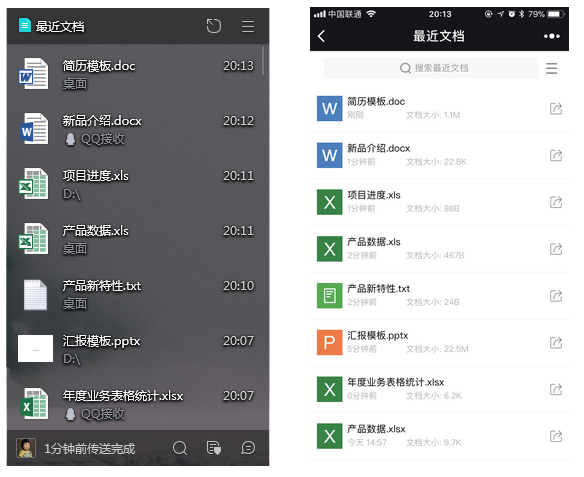 最近文档
简历模板.doc 20:13
桌面
新品介绍.docx 20:12
QQ接收
项目进度.xls 20:11
D:\
产品数据.xls 20:11
桌面
产品新特性.txt 20:10
桌面
汇报模板.pptx 20:07
D:\
年度业务表格统计.xlsx 20:07
QQ接收
1分钟前传送完成
中国联通 20:13 79%
最近文档
搜索最近文档
W 简历模板.doc
刚刚 文档大小: 1.1M
W 新品介绍.docx
1分钟前 文档大小: 22.8K
X 项目进度.xls
1分钟前 文档大小: 86B
X 产品数据.xls
2分钟前 文档大小: 467B
产品新特性.txt
2分钟前 文档大小: 24B
P 汇报模板.pptx
5分钟前 文档大小: 22.5M
X 年度业务表格统计.xlsx
6分钟前 文档大小: 6.2K
X 产品数据.xlsx
今天 14:57 文档大小: 9.7K